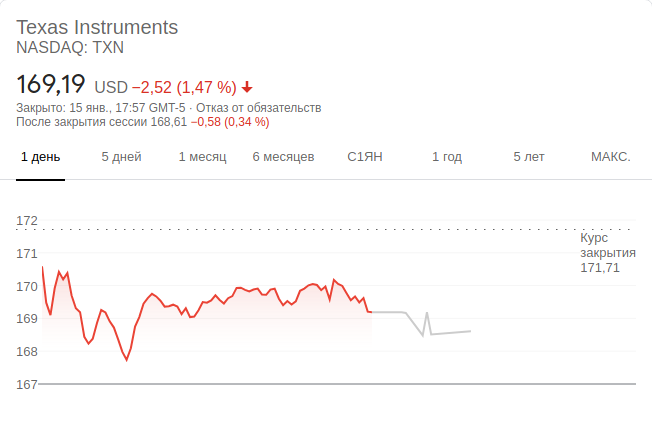 Texas Instruments
NASDAQ: TXN
169,19 USD −2,52 (1,47 %)
Закрыто: 15 янв., 17:57 GMT-5 · Отказ от обязательств
После закрытия сессии 168,61 −0,58 (0,34 %)
1 день 5 дней 1 месяц 6 месяцев С1ЯН 1 год 5 лет МАКС.
172
Курс
закрытия
171,71
171
170
169
168
167